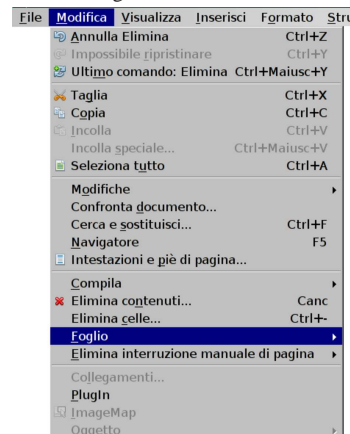 File Modifica Visualizza Inserisci Formato Stru
Annulla Elimina Ctrl+Z
Impossibile ripristinare Ctrl+Y
Ultimo comando: Elimina Ctrl+Maiusc+Y
Taglia Ctrl+X
Copia Ctrl+C
Incolla Ctrl+V
Incolla speciale... Ctrl+Maiusc+V
Seleziona tutto Ctrl+A
Modifiche
Confronta documento...
Cerca e sostituisci... Ctrl+F
Navigatore F5
Intestazioni e piè di pagina...
Compila
Elimina contenuti... Canc
Elimina celle... Ctrl+-
Foglio
Elimina interruzione manuale di pagina
Collegamenti...
PlugIn
ImageMap
Oggetto